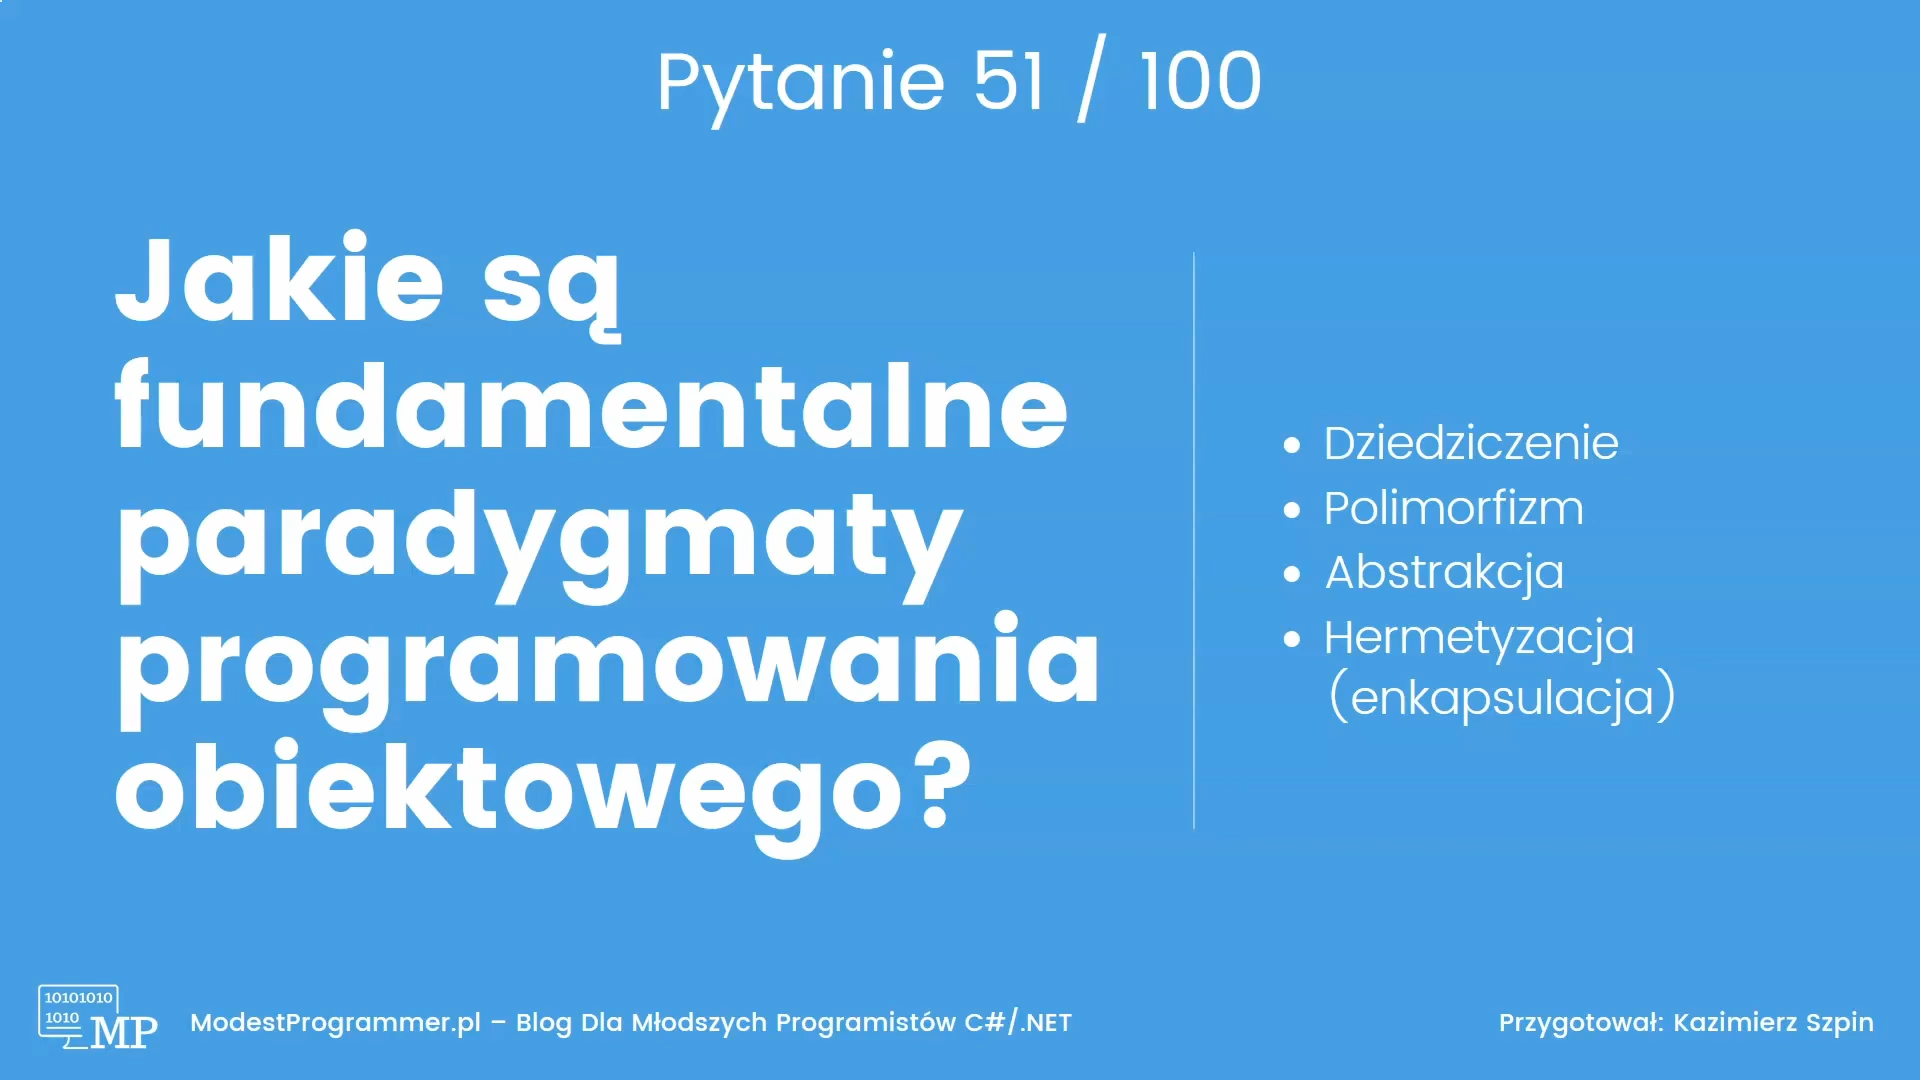 Pytanie 51 / 100
Jakie są
fundamentalne
paradygmaty
programowania
obiektowego?
• Dziedziczenie
• Polimorfizm
• Abstrakcja
• Hermetyzacja
(enkapsulacja)
10101010
1010
MP
ModestProgrammer.pl – Blog Dla Młodszych Programistów C#/.NET
Przygotował: Kazimierz Szpin